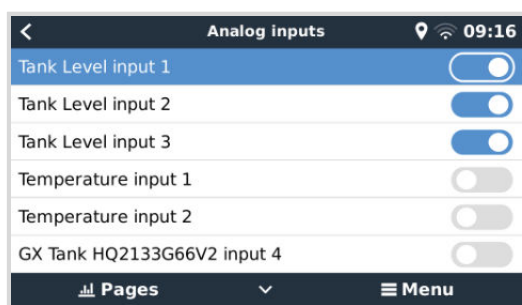 Analog inputs 09:16
Tank Level input 1
Tank Level input 2
Tank Level input 3
Temperature input 1
Temperature input 2
GX Tank HQ2133G66V2 input 4
Pages Menu